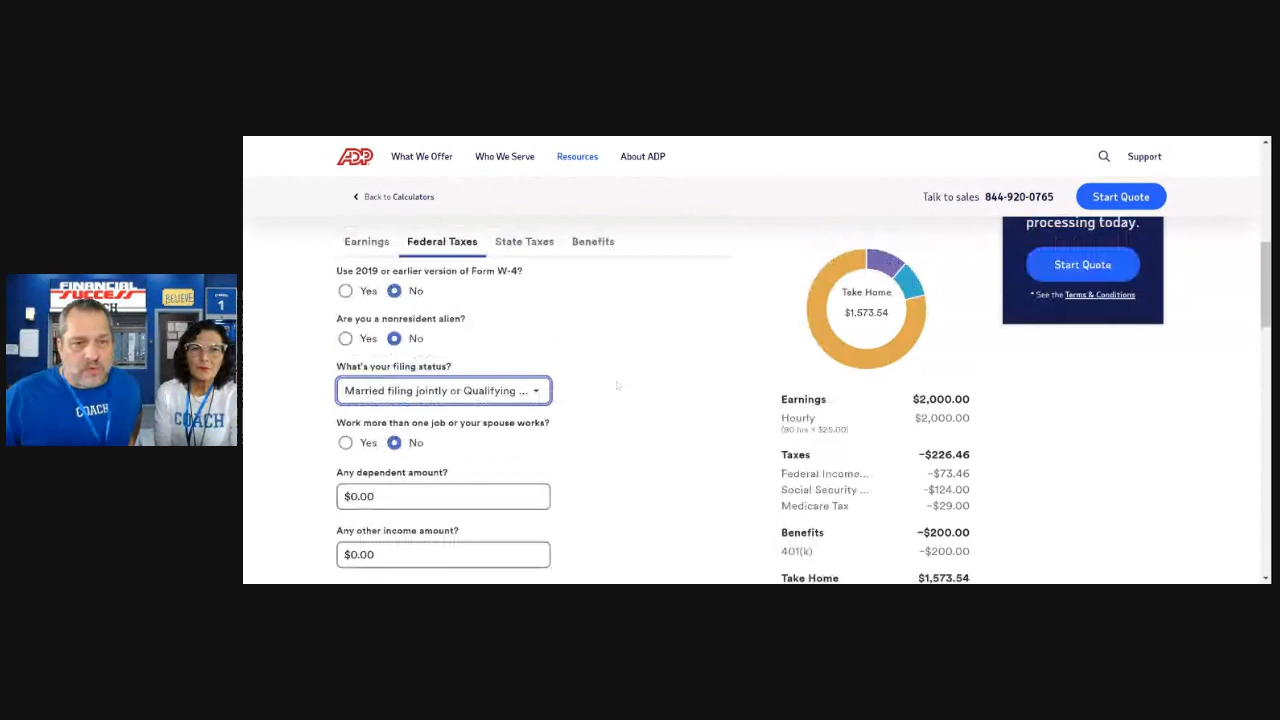 FINANCIAL
SUCCESS
COACH
BELIEVE
1
COACH
COACH
ADP
What We Offer
Who We Serve
Resources
About ADP
Support
Back to Calculators
Talk to sales 844-920-0765
Start Quote
processing today.
Start Quote
* See the Terms & Conditions
Earnings
Federal Taxes
State Taxes
Benefits
Use 2019 or earlier version of Form W-4?
Yes No
Are you a nonresident alien?
Yes No
What's your filing status?
Married filing jointly or Qualifying ...
Work more than one job or your spouse works?
Yes No
Any dependent amount?
$0.00
Any other income amount?
$0.00
Take Home
$1,573.54
Earnings $2,000.00
Hourly $2,000.00
(80 hrs x $25.00)
Taxes -$226.46
Federal Income... -$73.46
Social Security ... -$124.00
Medicare Tax -$29.00
Benefits -$200.00
401(k) -$200.00
Take Home $1,573.54